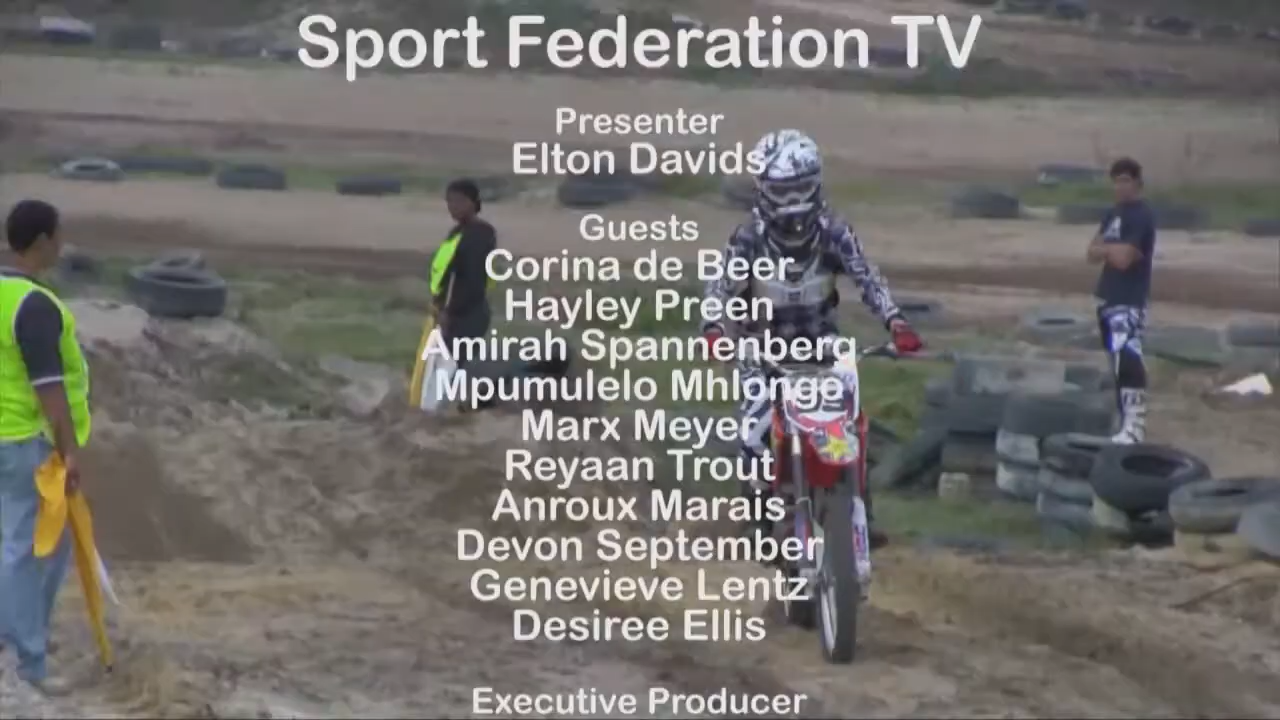 Sport Federation TV
Presenter
Elton Davids
Guests
Corina de Beer
Hayley Preen
Amirah Spannenberg
Mpumulelo Mhlongo
Marx Meyer
Reyaan Trout
Anroux Marais
Devon September
Genevieve Lentz
Desiree Ellis
Executive Producer